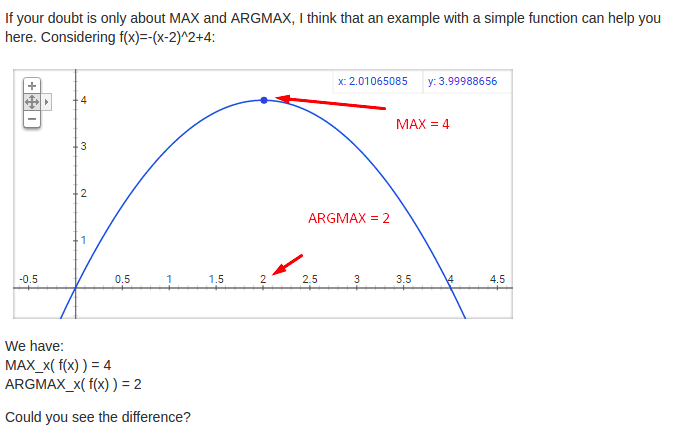 If your doubt is only about MAX and ARGMAX, I think that an example with a simple function can help you
here. Considering f(x)=-(x-2)^2+4:
x: 2.01065085 y: 3.99988656
4
MAX = 4
3
2
ARGMAX = 2
1
-0.5 0.5 1 1.5 2 2.5 3 3.5 4 4.5
We have:
MAX_x( f(x) ) = 4
ARGMAX_x( f(x) ) = 2
Could you see the difference?